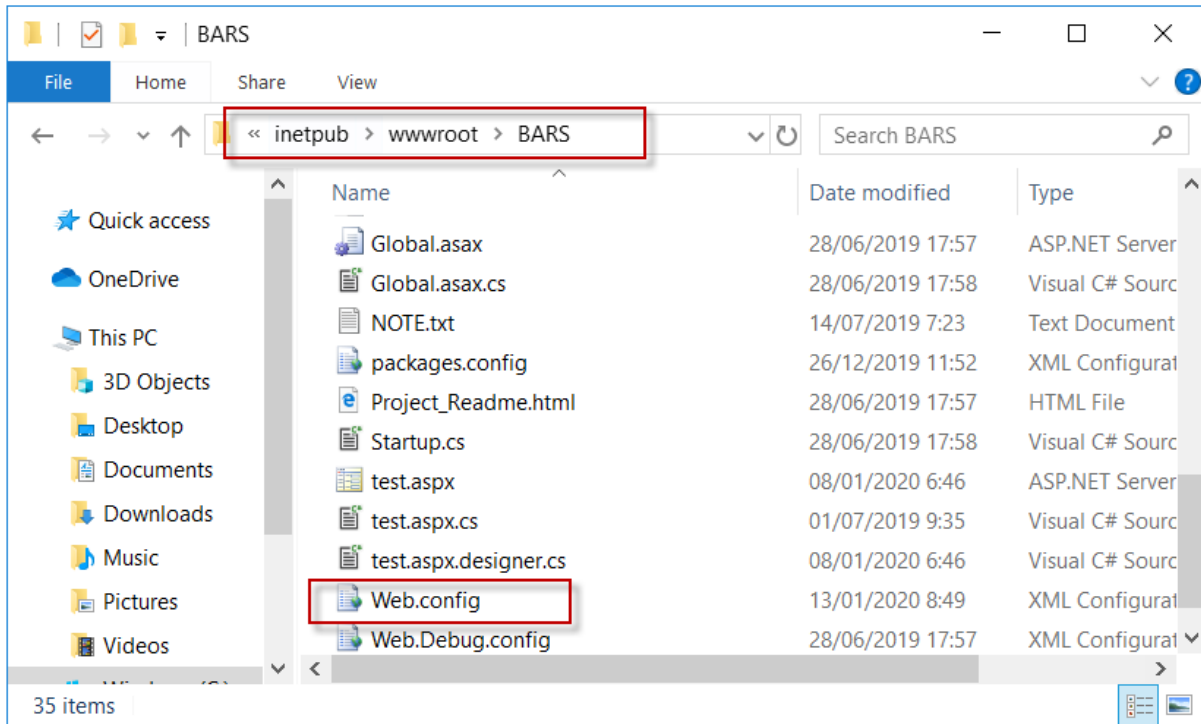 BARS
File Home Share View
« inetpub > wwwroot > BARS Search BARS
Name Date modified Type
Quick access
OneDrive
This PC
3D Objects
Desktop
Documents
Downloads
Music
Pictures
Videos
Global.asax 28/06/2019 17:57 ASP.NET Server
Global.asax.cs 28/06/2019 17:58 Visual C# Sourc
NOTE.txt 14/07/2019 7:23 Text Document
packages.config 26/12/2019 11:52 XML Configurat
Project_Readme.html 28/06/2019 17:57 HTML File
Startup.cs 28/06/2019 17:58 Visual C# Sourc
test.aspx 08/01/2020 6:46 ASP.NET Server
test.aspx.cs 01/07/2019 9:35 Visual C# Sourc
test.aspx.designer.cs 08/01/2020 6:46 Visual C# Sourc
Web.config 13/01/2020 8:49 XML Configurat
Web.Debug.config 28/06/2019 17:57 XML Configurat
35 items